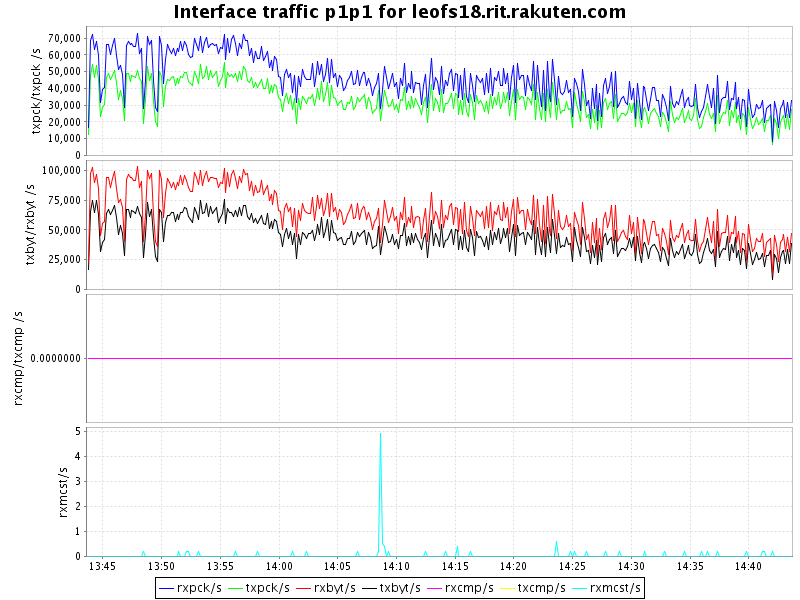 Interface traffic p1p1 for leofs18.rit.rakuten.com
txpck/txpck /s
70,000
60,000
50,000
40,000
30,000
20,000
10,000
0
txbyt/rxbyt /s
100,000
75,000
50,000
25,000
0
rxcmp/txcmp /s
0.0000000
rxmcst/s
5
4
3
2
1
0
13:45 13:50 13:55 14:00 14:05 14:10 14:15 14:20 14:25 14:30 14:35 14:40
rxpck/s txpck/s rxbyt/s txbyt/s rxcmp/s txcmp/s rxmcst/s